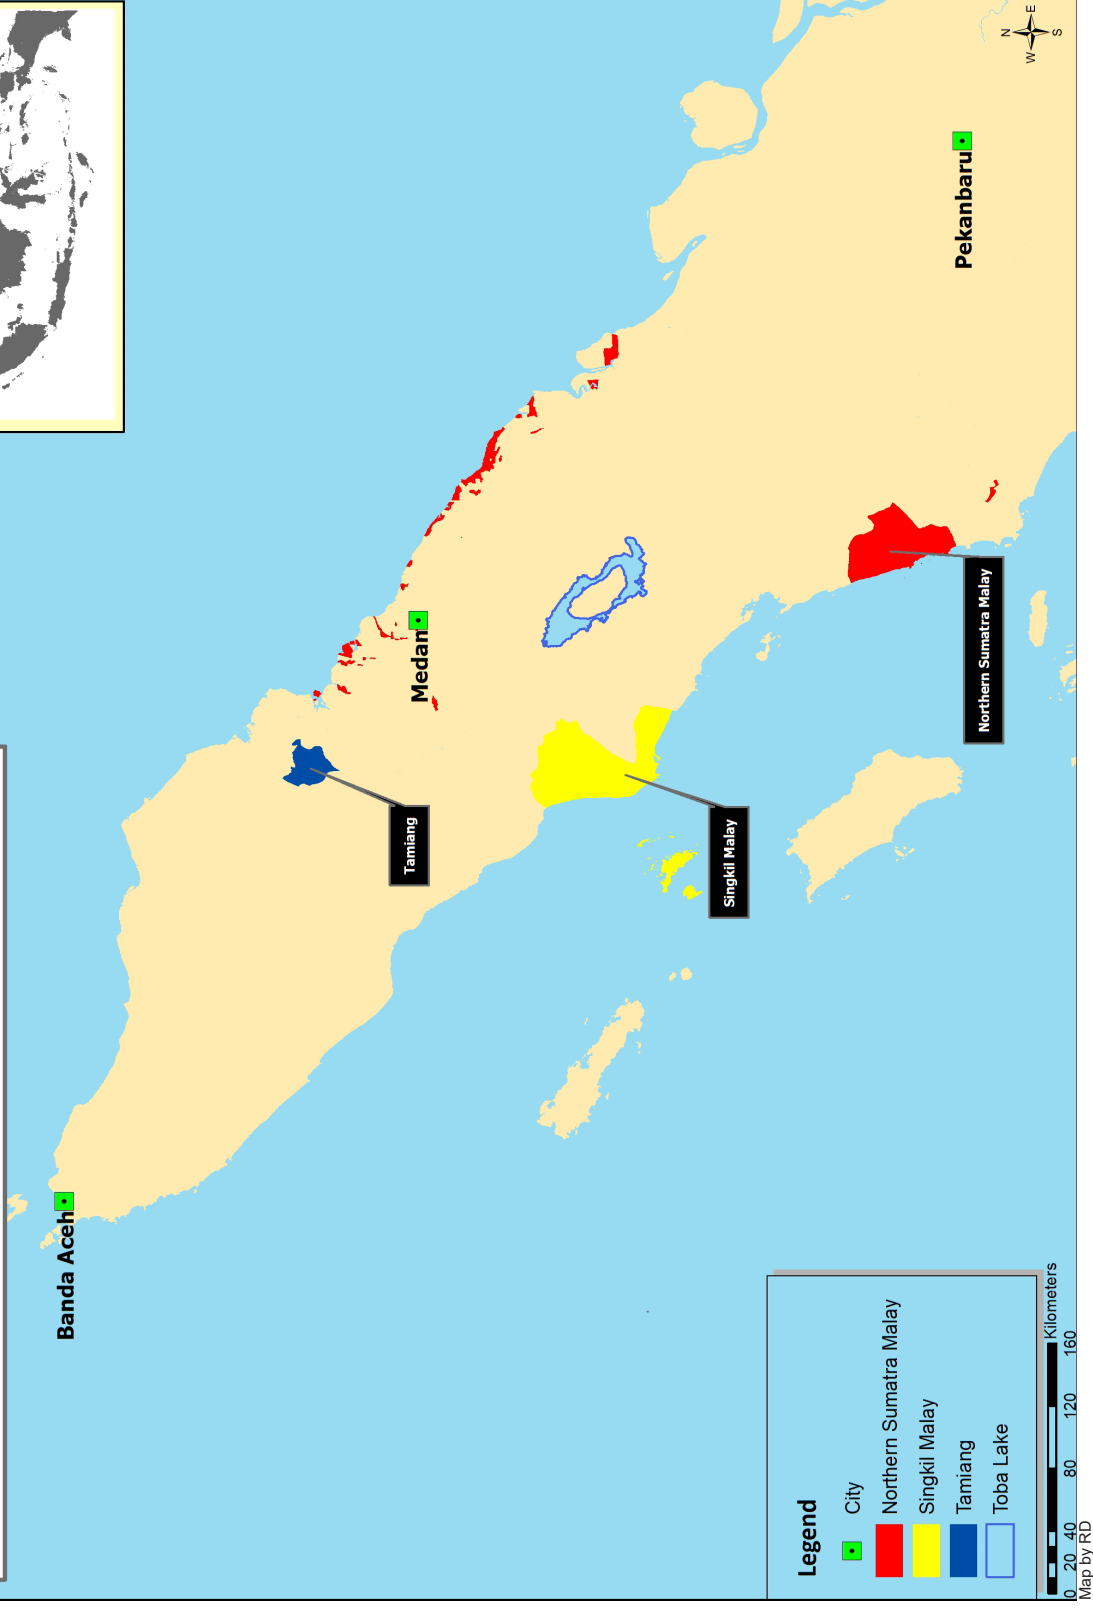 Banda Aceh
Medan
Pekanbaru
Tamiang
Singkil Malay
Northern Sumatra Malay
N
W
E
S
Legend
City
Northern Sumatra Malay
Singkil Malay
Tamiang
Toba Lake
0 20 40 80 120 160
Kilometers
Map by RD